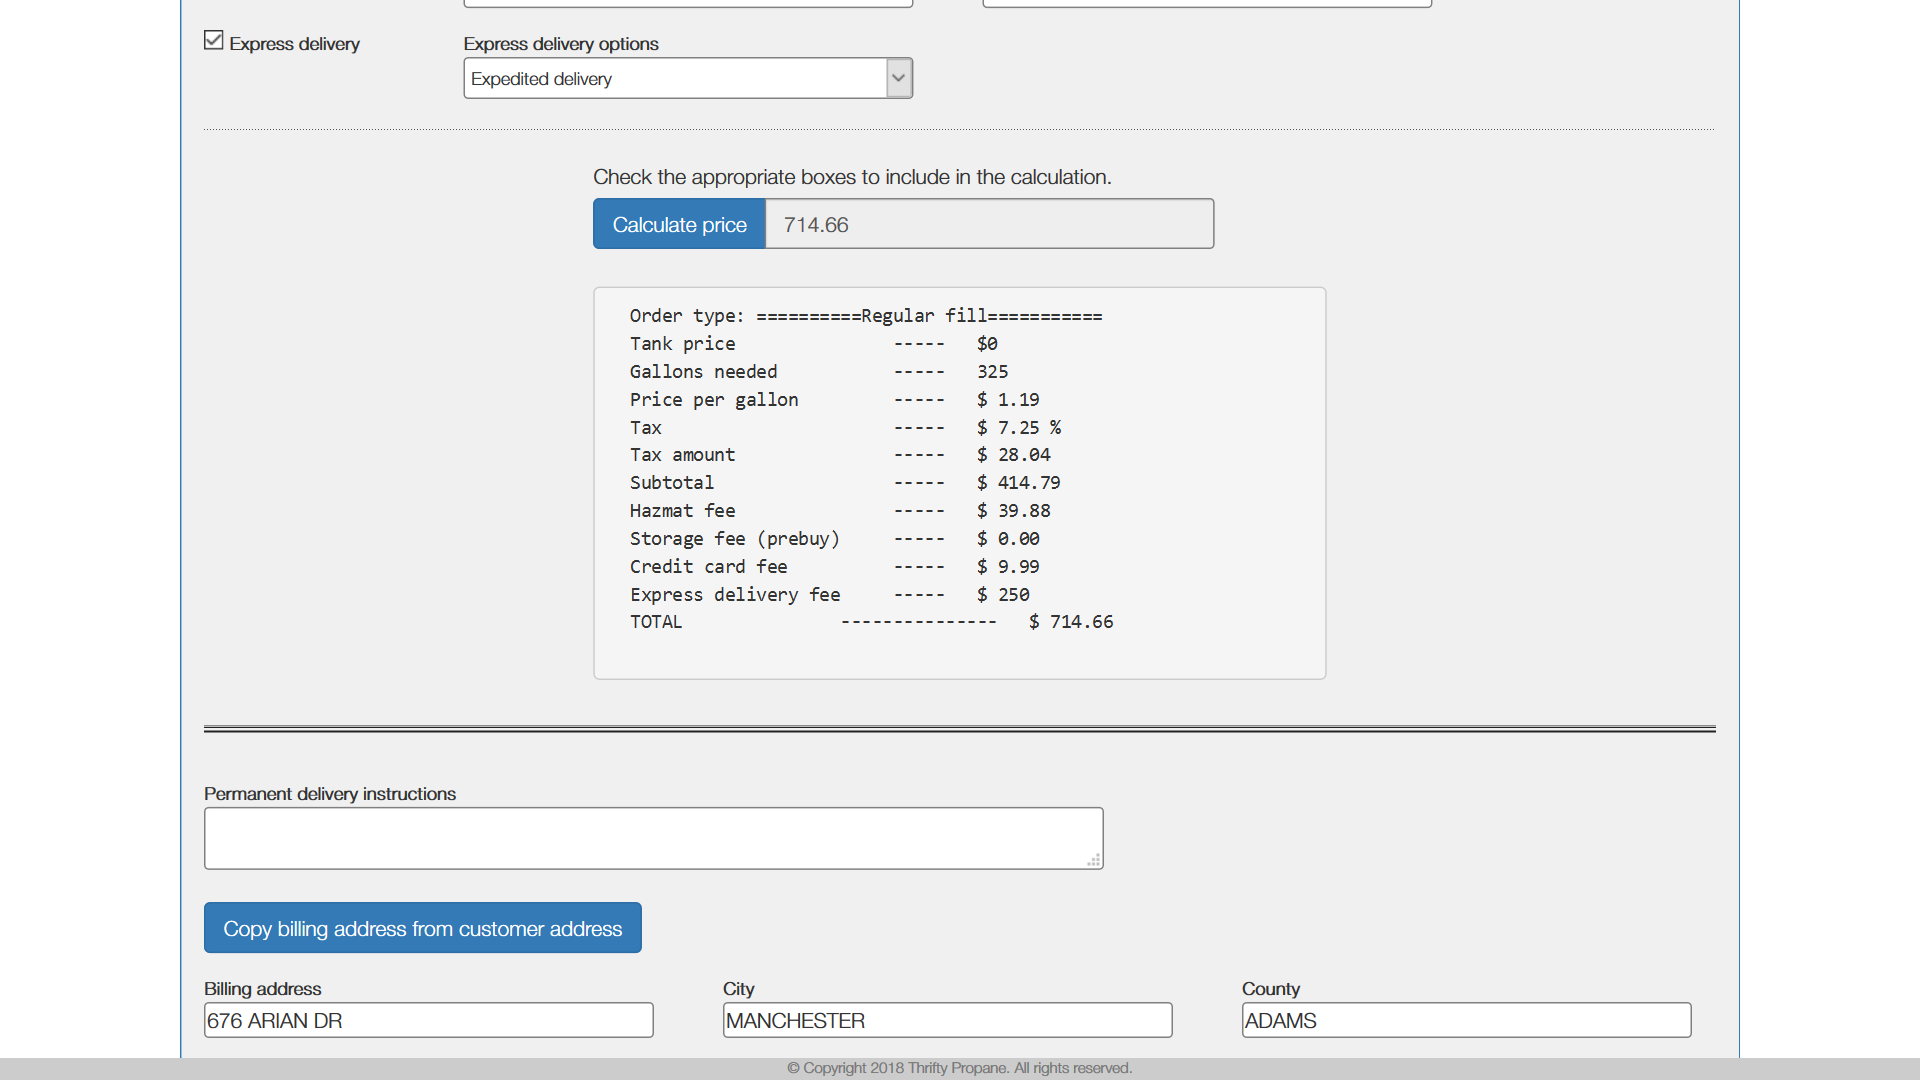 Express delivery
Express delivery options
Expedited delivery
Check the appropriate boxes to include in the calculation.
Calculate price 714.66
Order type: ==========Regular fill===========
Tank price ----- $0
Gallons needed ----- 325
Price per gallon ----- $ 1.19
Tax ----- $ 7.25 %
Tax amount ----- $ 28.04
Subtotal ----- $ 414.79
Hazmat fee ----- $ 39.88
Storage fee (prebuy) ----- $ 0.00
Credit card fee ----- $ 9.99
Express delivery fee ----- $ 250
TOTAL --------------- $ 714.66
Permanent delivery instructions
Copy billing address from customer address
Billing address City County
676 ARIAN DR MANCHESTER ADAMS
© Copyright 2018 Thrifty Propane. All rights reserved.